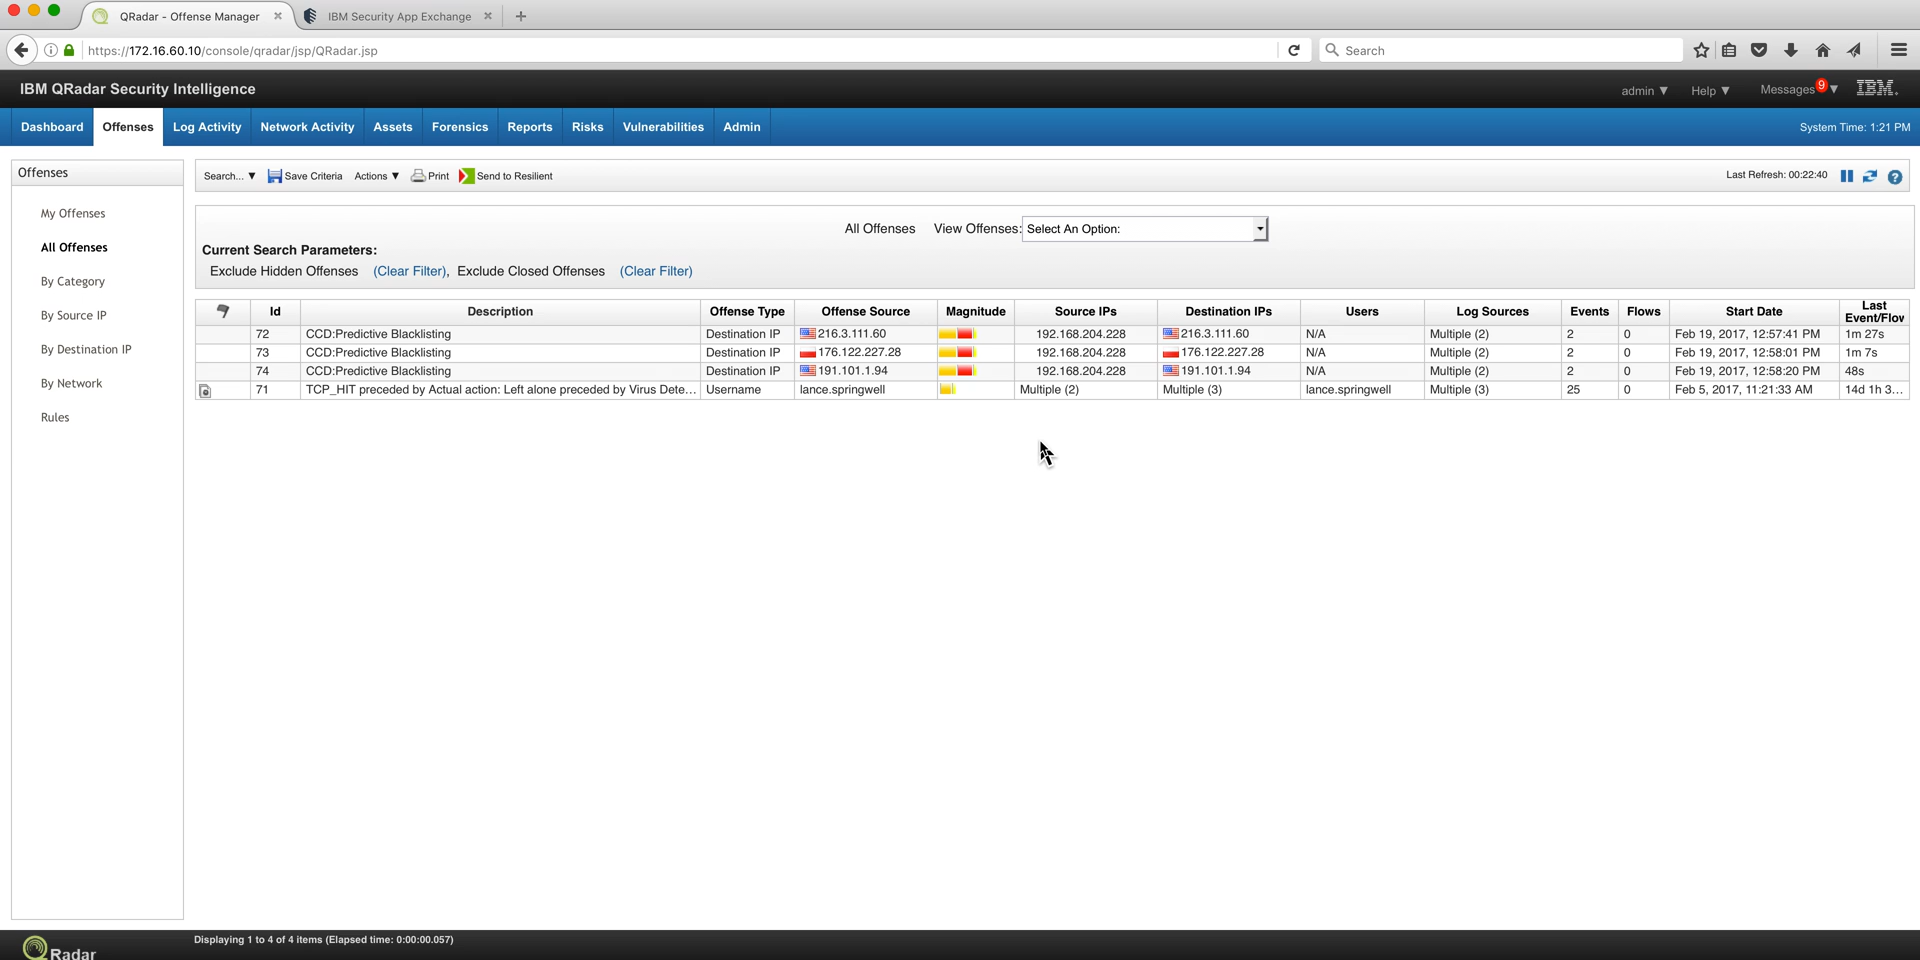 QRadar - Offense Manager
IBM Security App Exchange
https://172.16.60.10/console/qradar/jsp/QRadar.jsp
Search
IBM QRadar Security Intelligence
admin ▼ Help ▼ Messages 9 ▼ IBM.
Dashboard Offenses Log Activity Network Activity Assets Forensics Reports Risks Vulnerabilities Admin System Time: 1:21 PM
Offenses
My Offenses
All Offenses
By Category
By Source IP
By Destination IP
By Network
Rules
Search... ▼ Save Criteria Actions ▼ Print Send to Resilient Last Refresh: 00:22:40
All Offenses View Offenses: Select An Option:
Current Search Parameters:
Exclude Hidden Offenses (Clear Filter), Exclude Closed Offenses (Clear Filter)
Id Description Offense Type Offense Source Magnitude Source IPs Destination IPs Users Log Sources Events Flows Start Date Last Event/Flow
72 CCD:Predictive Blacklisting Destination IP 216.3.111.60 192.168.204.228 216.3.111.60 N/A Multiple (2) 2 0 Feb 19, 2017, 12:57:41 PM 1m 27s
73 CCD:Predictive Blacklisting Destination IP 176.122.227.28 192.168.204.228 176.122.227.28 N/A Multiple (2) 2 0 Feb 19, 2017, 12:58:01 PM 1m 7s
74 CCD:Predictive Blacklisting Destination IP 191.101.1.94 192.168.204.228 191.101.1.94 N/A Multiple (2) 2 0 Feb 19, 2017, 12:58:20 PM 48s
71 TCP_HIT preceded by Actual action: Left alone preceded by Virus Dete... Username lance.springwell Multiple (2) Multiple (3) lance.springwell Multiple (3) 25 0 Feb 5, 2017, 11:21:33 AM 14d 1h 3...
Displaying 1 to 4 of 4 items (Elapsed time: 0:00:00.057)
QRadar